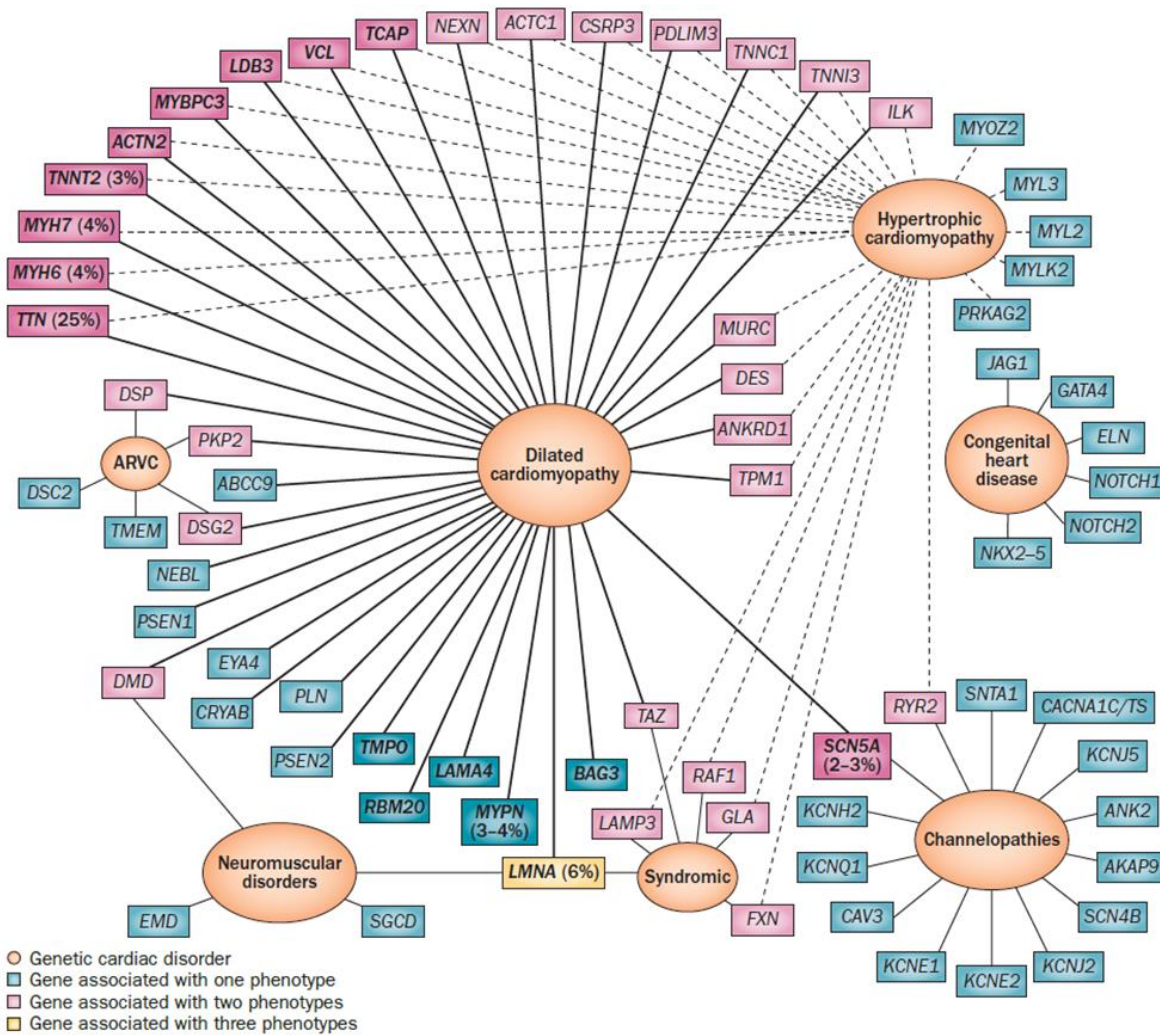 TCAP
NEXN
ACTC1
CSRP3
PDLIM3
VCL
TNNC1
LDB3
TNNI3
MYBPC3
ILK
ACTN2
MYOZ2
TNNT2 (3%)
MYL3
MYH7 (4%)
Hypertrophic
cardiomyopathy
MYL2
MYH6 (4%)
MYLK2
TTN (25%)
PRKAG2
MURC
DES
ANKRD1
TPM1
JAG1
GATA4
ELN
Congenital
heart
disease
NOTCH1
NOTCH2
NKX2–5
DSP
PKP2
ARVC
DSC2
TMEM
DSG2
ABCC9
Dilated
cardiomyopathy
NEBL
PSEN1
EYA4
DMD
CRYAB
PLN
PSEN2
TMPO
RBM20
LAMA4
MYPN
(3–4%)
BAG3
TAZ
RAF1
LAMP3
GLA
SCN5A
(2–3%)
RYR2
SNTA1
CACNA1C/TS
KCNJ5
KCNH2
ANK2
Channelopathies
KCNQ1
AKAP9
CAV3
SCN4B
KCNE1
KCNE2
KCNJ2
Neuromuscular
disorders
LMNA (6%)
Syndromic
FXN
EMD
SGCD
Genetic cardiac disorder
Gene associated with one phenotype
Gene associated with two phenotypes
Gene associated with three phenotypes